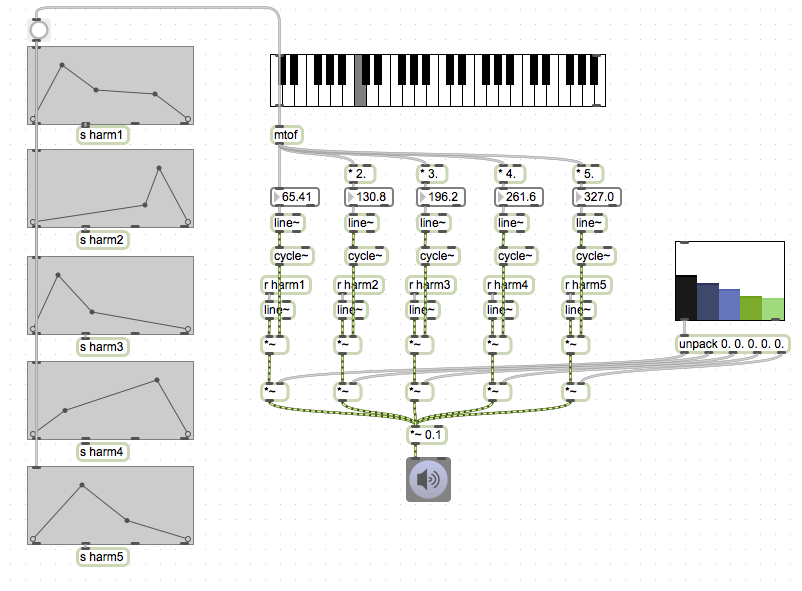 s harm1
s harm2
s harm3
s harm4
s harm5
mtof
* 2. * 3. * 4. * 5.
65.41 130.8 196.2 261.6 327.0
line~ line~ line~ line~ line~
cycle~ cycle~ cycle~ cycle~ cycle~
r harm1 r harm2 r harm3 r harm4 r harm5
line~ line~ line~ line~ line~
*~ *~ *~ *~ *~
unpack 0. 0. 0. 0. 0.
*~ *~ *~ *~ *~
*~ 0.1